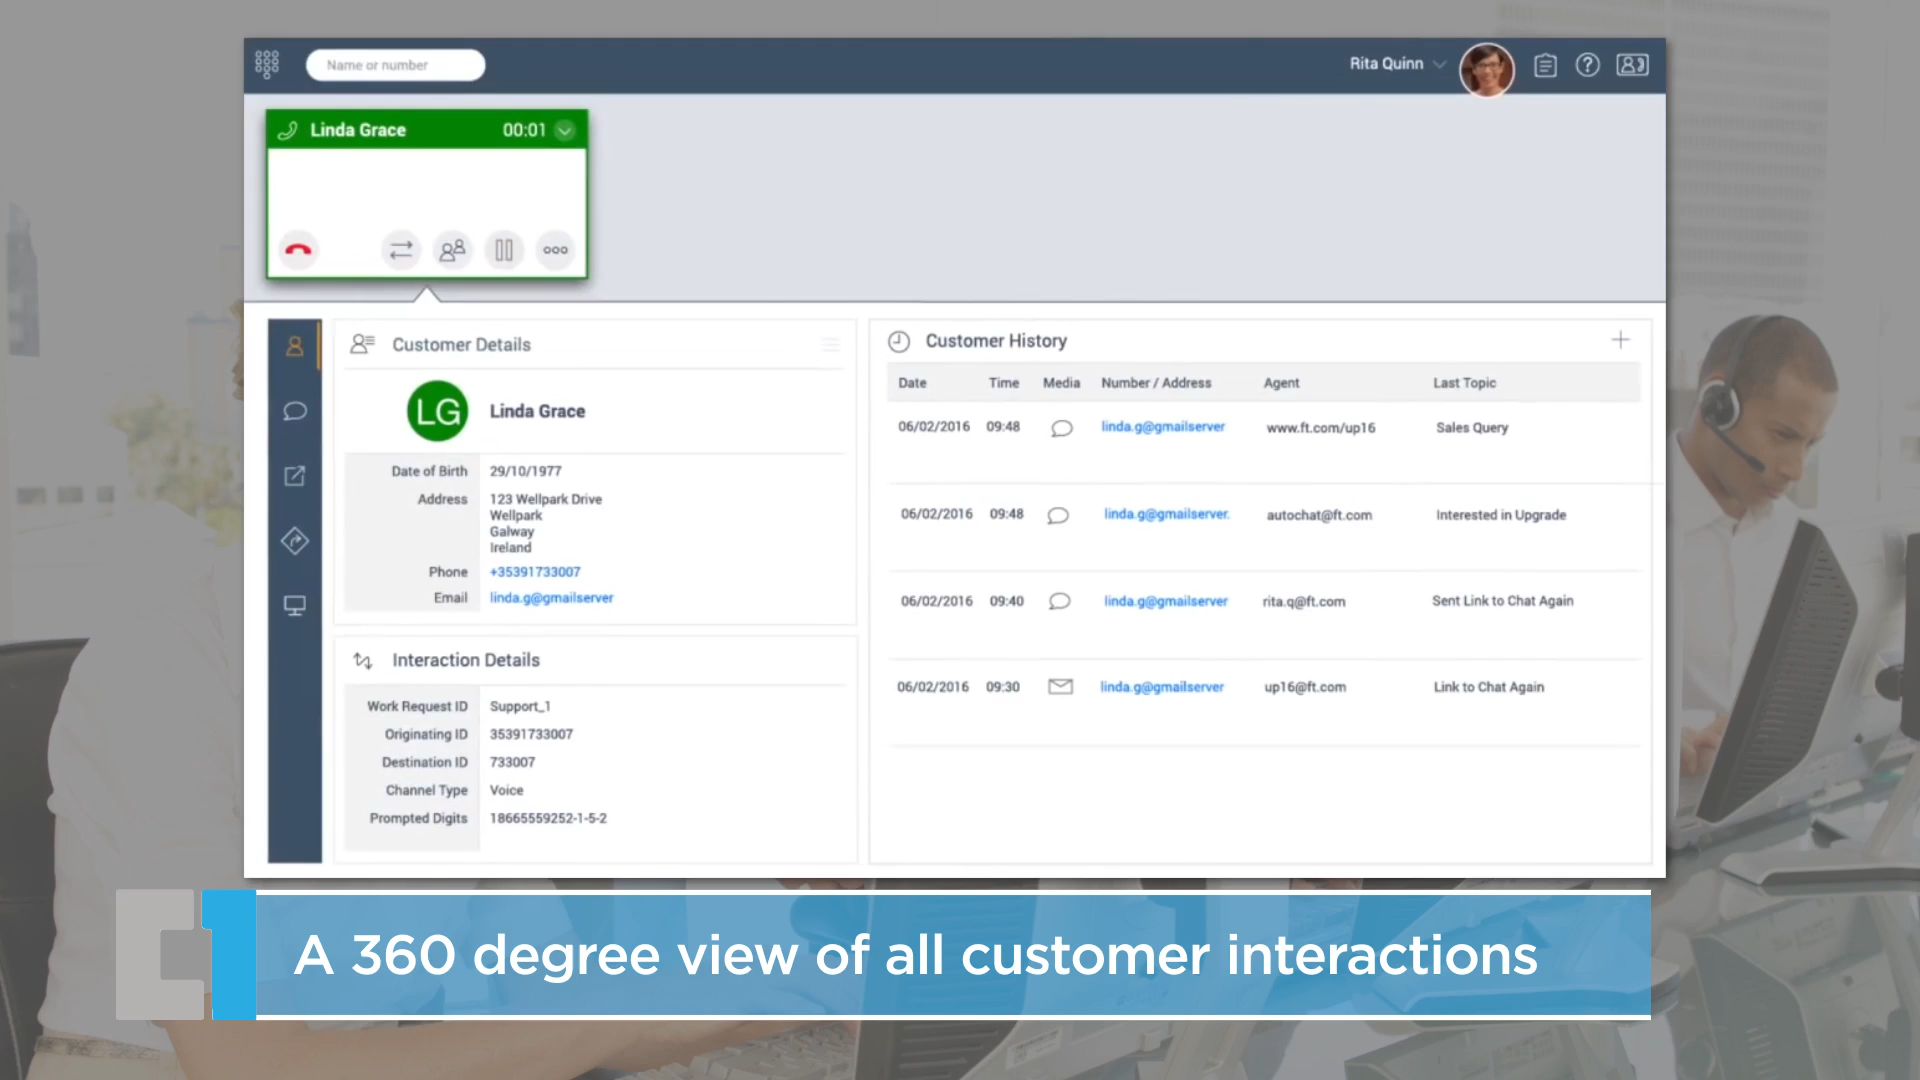 Name or number
Rita Quinn
Linda Grace 00:01
Customer Details
LG Linda Grace
Date of Birth 29/10/1977
Address 123 Wellpark Drive
Wellpark
Galway
Ireland
Phone +35391733007
Email linda.g@gmailserver
Interaction Details
Work Request ID Support_1
Originating ID 35391733007
Destination ID 733007
Channel Type Voice
Prompted Digits 18665559252-1-5-2
Customer History
Date Time Media Number / Address Agent Last Topic
06/02/2016 09:48 linda.g@gmailserver www.ft.com/up16 Sales Query
06/02/2016 09:48 linda.g@gmailserver. autochat@ft.com Interested in Upgrade
06/02/2016 09:40 linda.g@gmailserver rita.q@ft.com Sent Link to Chat Again
06/02/2016 09:30 linda.g@gmailserver up16@ft.com Link to Chat Again
A 360 degree view of all customer interactions